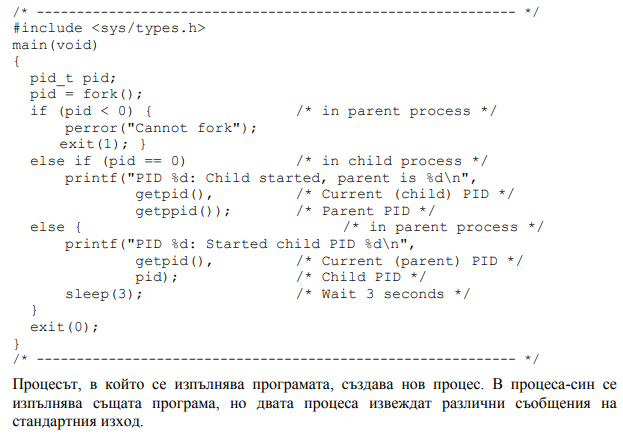 /* ------------------------------------------------------------ */
#include <sys/types.h>
main(void)
{
pid_t pid;
pid = fork();
if (pid < 0) { /* in parent process */
perror("Cannot fork");
exit(1); }
else if (pid == 0) /* in child process */
printf("PID %d: Child started, parent is %d\n",
getpid(), /* Current (child) PID */
getppid()); /* Parent PID */
else { /* in parent process */
printf("PID %d: Started child PID %d\n",
getpid(), /* Current (parent) PID */
pid); /* Child PID */
sleep(3); /* Wait 3 seconds */
}
exit(0);
}
/* ------------------------------------------------------------ */
Процесът, в който се изпълнява програмата, създава нов процес. В процеса-син се
изпълнява същата програма, но двата процеса извеждат различни съобщения на
стандартния изход.